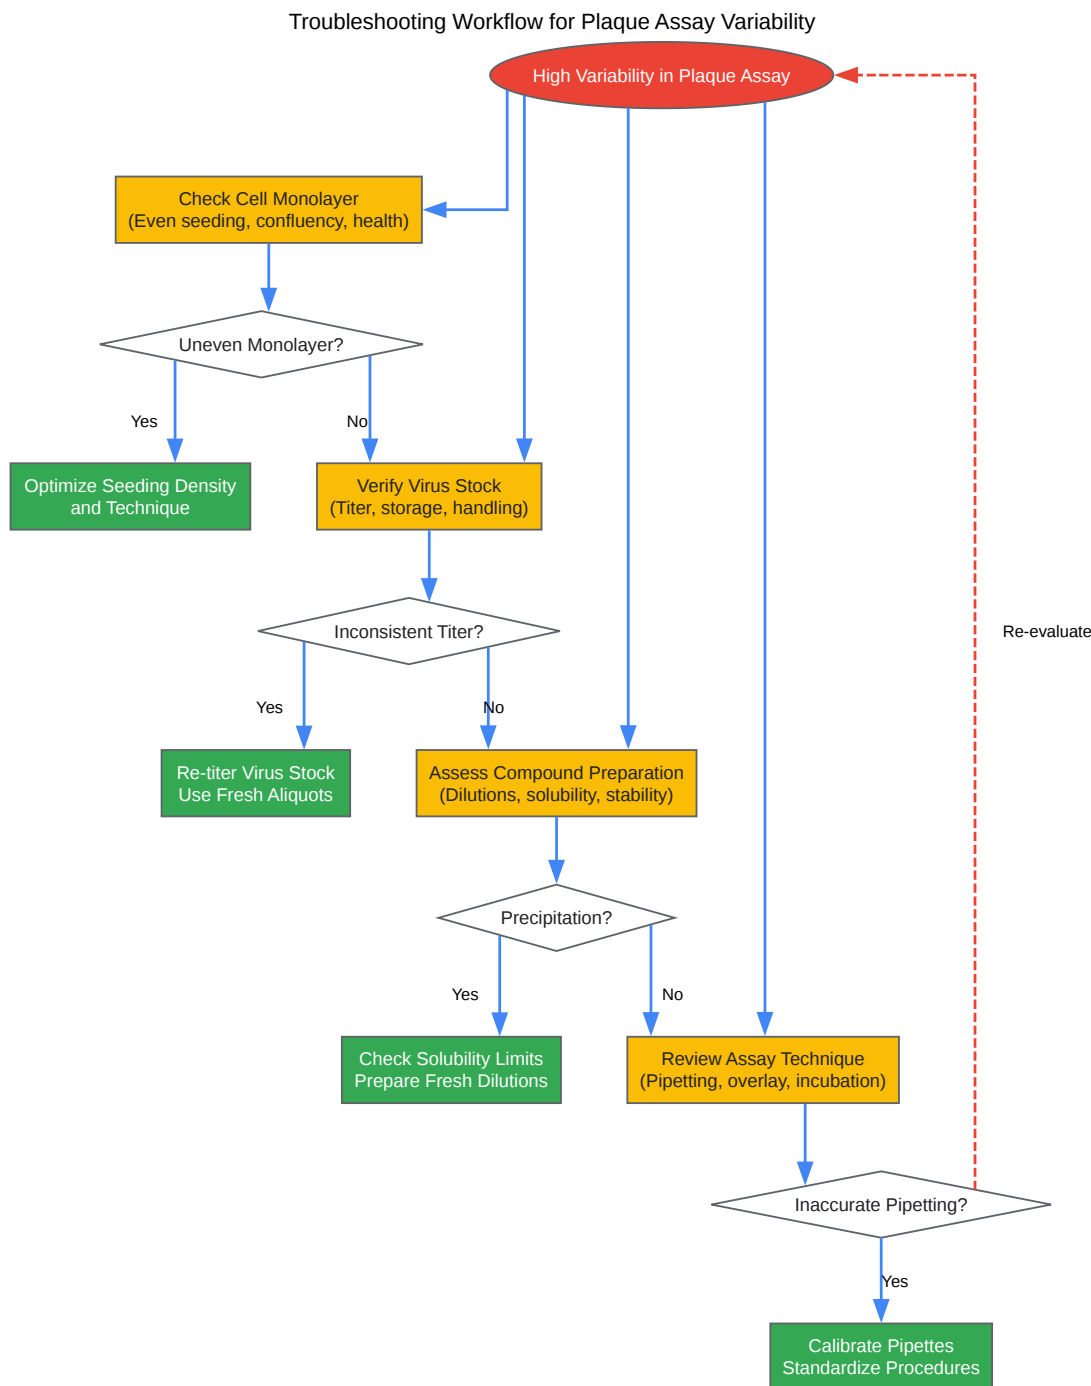 Troubleshooting Workflow for Plaque Assay Variability
High Variability in Plaque Assay
Check Cell Monolayer
(Even seeding, confluency, health)
Uneven Monolayer?
Yes
No
Optimize Seeding Density
and Technique
Verify Virus Stock
(Titer, storage, handling)
Inconsistent Titer?
Re-evaluate
Yes
No
Re-titer Virus Stock
Use Fresh Aliquots
Assess Compound Preparation
(Dilutions, solubility, stability)
Precipitation?
Yes
No
Check Solubility Limits
Prepare Fresh Dilutions
Review Assay Technique
(Pipetting, overlay, incubation)
Inaccurate Pipetting?
Yes
Calibrate Pipettes
Standardize Procedures